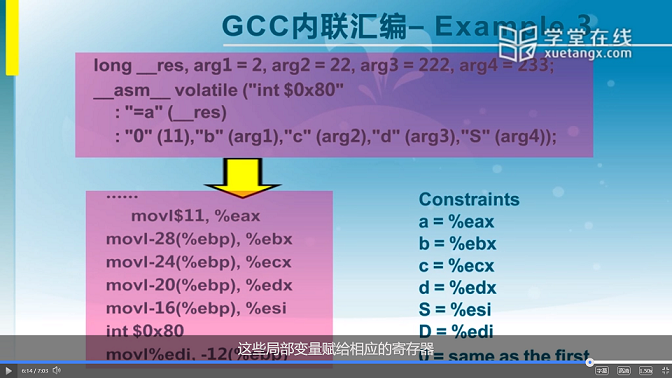 GCC内联汇编– Example 3
学堂在线
xuetangx.com
long __res, arg1 = 2, arg2 = 22, arg3 = 222, arg4 = 233;
__asm__ volatile ("int $0x80"
: "=a" (__res)
: "0" (11),"b" (arg1),"c" (arg2),"d" (arg3),"S" (arg4));
......
movl$11, %eax
movl-28(%ebp), %ebx
movl-24(%ebp), %ecx
movl-20(%ebp), %edx
movl-16(%ebp), %esi
int $0x80
movl%edi, -12(%ebp)
Constraints
a = %eax
b = %ebx
c = %ecx
d = %edx
S = %esi
D = %edi
0 = same as the first
这些局部变量赋给相应的寄存器
6:14 / 7:03
字幕
高清
1.50x